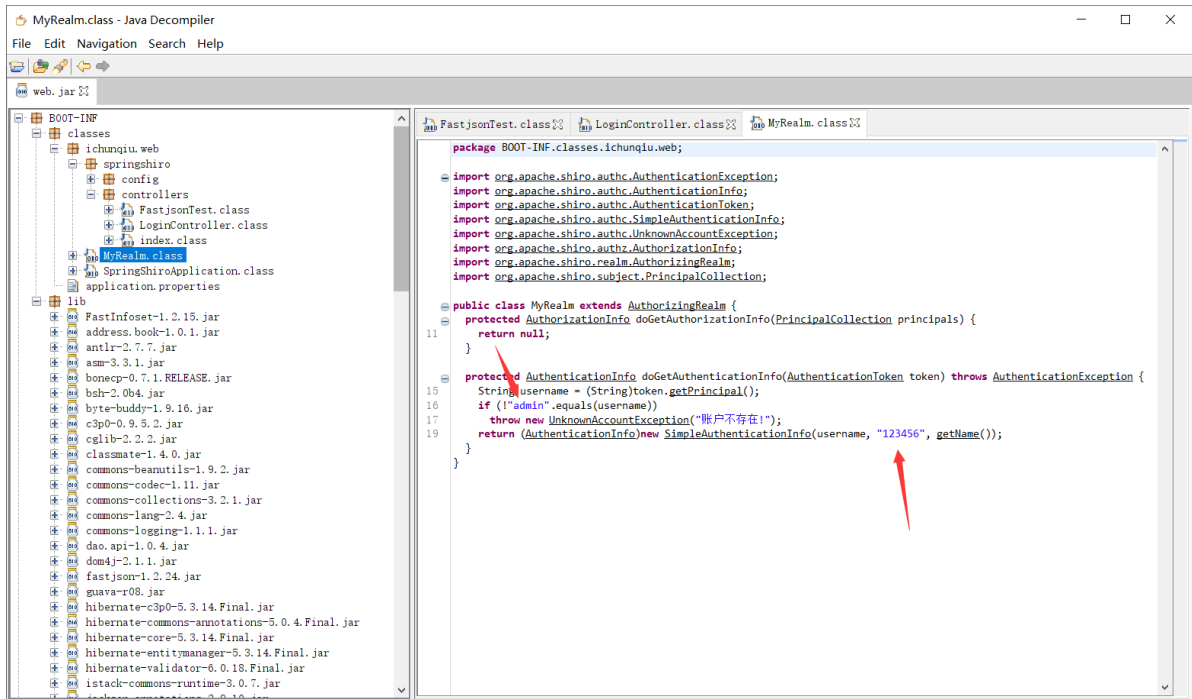 MyRealm.class - Java Decompiler
File Edit Navigation Search Help
web.jar
BOOT-INF
classes
ichunqiu.web
springshiro
config
controllers
FastjsonTest.class
LoginController.class
index.class
MyRealm.class
SpringShiroApplication.class
application.properties
lib
FastInfoset-1.2.15.jar
address.book-1.0.1.jar
antlr-2.7.7.jar
asm-3.3.1.jar
bonecp-0.7.1.RELEASE.jar
bsh-2.0b4.jar
byte-buddy-1.9.16.jar
c3p0-0.9.5.2.jar
cglib-2.2.2.jar
classmate-1.4.0.jar
commons-beanutils-1.9.2.jar
commons-codec-1.11.jar
commons-collections-3.2.1.jar
commons-lang-2.4.jar
commons-logging-1.1.1.jar
dao.api-1.0.4.jar
dom4j-2.1.1.jar
fastjson-1.2.24.jar
guava-r08.jar
hibernate-c3p0-5.3.14.Final.jar
hibernate-commons-annotations-5.0.4.Final.jar
hibernate-core-5.3.14.Final.jar
hibernate-entitymanager-5.3.14.Final.jar
hibernate-validator-6.0.18.Final.jar
istack-commons-runtime-3.0.7.jar
FastjsonTest.class LoginController.class MyRealm.class
package BOOT-INF.classes.ichunqiu.web;
import org.apache.shiro.authc.AuthenticationException;
import org.apache.shiro.authc.AuthenticationInfo;
import org.apache.shiro.authc.AuthenticationToken;
import org.apache.shiro.authc.SimpleAuthenticationInfo;
import org.apache.shiro.authc.UnknownAccountException;
import org.apache.shiro.authz.AuthorizationInfo;
import org.apache.shiro.realm.AuthorizingRealm;
import org.apache.shiro.subject.PrincipalCollection;
public class MyRealm extends AuthorizingRealm {
protected AuthorizationInfo doGetAuthorizationInfo(PrincipalCollection principals) {
11 return null;
}
protected AuthenticationInfo doGetAuthenticationInfo(AuthenticationToken token) throws AuthenticationException {
15 String username = (String)token.getPrincipal();
16 if (!"admin".equals(username))
17 throw new UnknownAccountException("账户不存在!");
19 return (AuthenticationInfo)new SimpleAuthenticationInfo(username, "123456", getName());
}
}